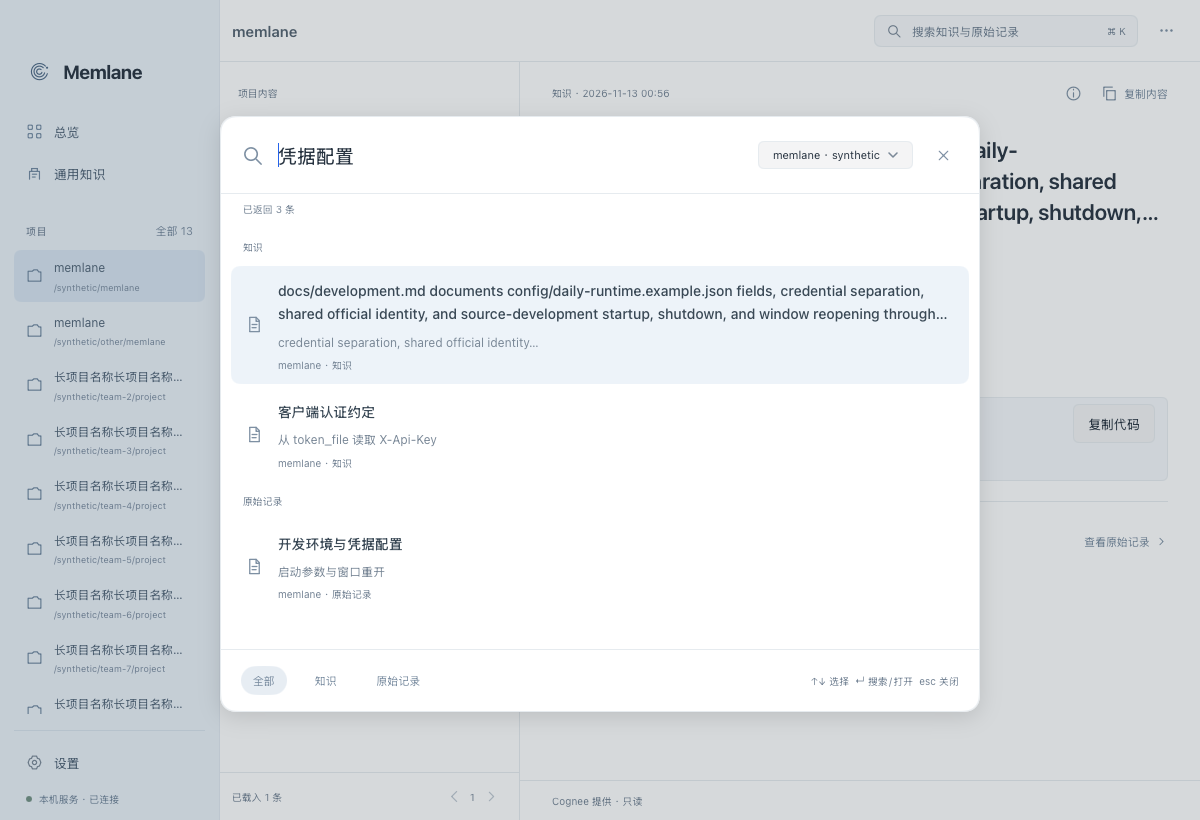 memlane
搜索知识与原始记录
⌘ K
Memlane
总览
通用知识
项目
全部 13
memlane
/synthetic/memlane
memlane
/synthetic/other/memlane
长项目名称长项目名称...
/synthetic/team-2/project
长项目名称长项目名称...
/synthetic/team-3/project
长项目名称长项目名称...
/synthetic/team-4/project
长项目名称长项目名称...
/synthetic/team-5/project
长项目名称长项目名称...
/synthetic/team-6/project
长项目名称长项目名称...
/synthetic/team-7/project
长项目名称长项目名称...
设置
本机服务 · 已连接
项目内容
已载入 1 条
1
知识 · 2026-11-13 00:56
复制内容
aily-
ration, shared
artup, shutdown,...
复制代码
查看原始记录
Cognee 提供 · 只读
凭据配置
memlane · synthetic
已返回 3 条
知识
docs/development.md documents config/daily-runtime.example.json fields, credential separation,
shared official identity, and source-development startup, shutdown, and window reopening through...
credential separation, shared official identity...
memlane · 知识
客户端认证约定
从 token_file 读取 X-Api-Key
memlane · 知识
原始记录
开发环境与凭据配置
启动参数与窗口重开
memlane · 原始记录
全部
知识
原始记录
↑↓ 选择 ↵ 搜索/打开 esc 关闭